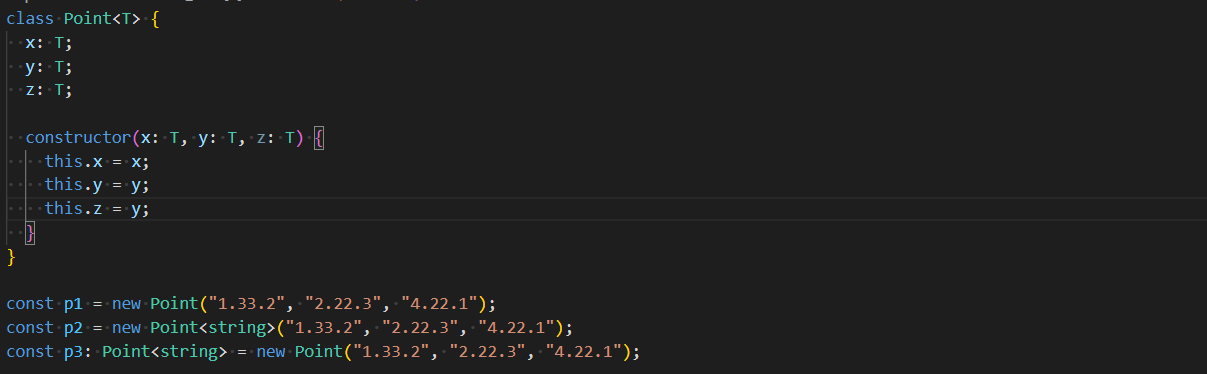 class Point<T> {
  x: T;
  y: T;
  z: T;

  constructor(x: T, y: T, z: T) {
    this.x = x;
    this.y = y;
    this.z = y;
  }
}

const p1 = new Point("1.33.2", "2.22.3", "4.22.1");
const p2 = new Point<string>("1.33.2", "2.22.3", "4.22.1");
const p3: Point<string> = new Point("1.33.2", "2.22.3", "4.22.1");